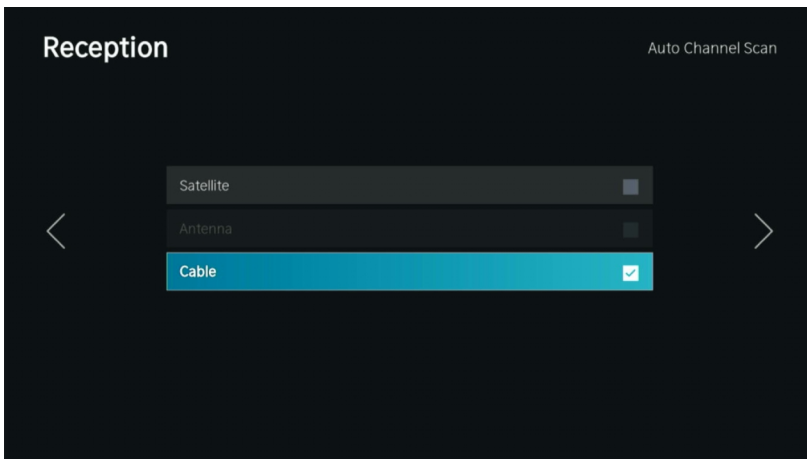 Reception
Auto Channel Scan
Satellite
Antenna
Cable